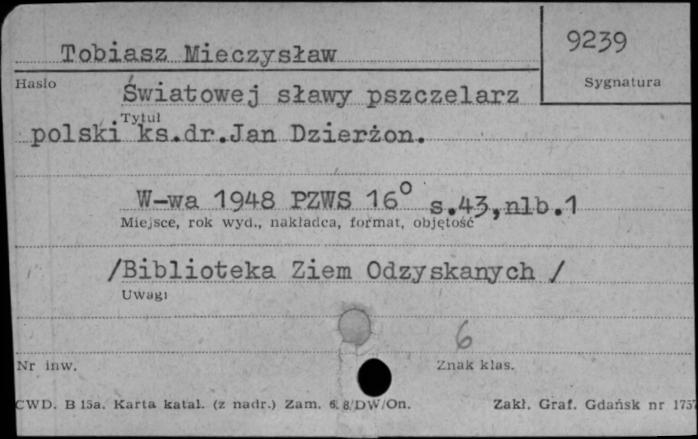 Tobiasz Mieczysław
9239
Hasło
Sygnatura
Światowej sławy pszczelarz
Tytuł
polski ks.dr.Jan Dzierżon.
W-wa 1948 PZWS 16° s.43,nlb.1
Miejsce, rok wyd., nakładca, format, objętość
/Biblioteka Ziem Odzyskanych /
Uwagi
6
Nr inw.
Znak klas.
CWD. B 15a. Karta katal. (z nadr.) Zam. 6. 8/DW/On.
Zakł. Graf. Gdańsk nr